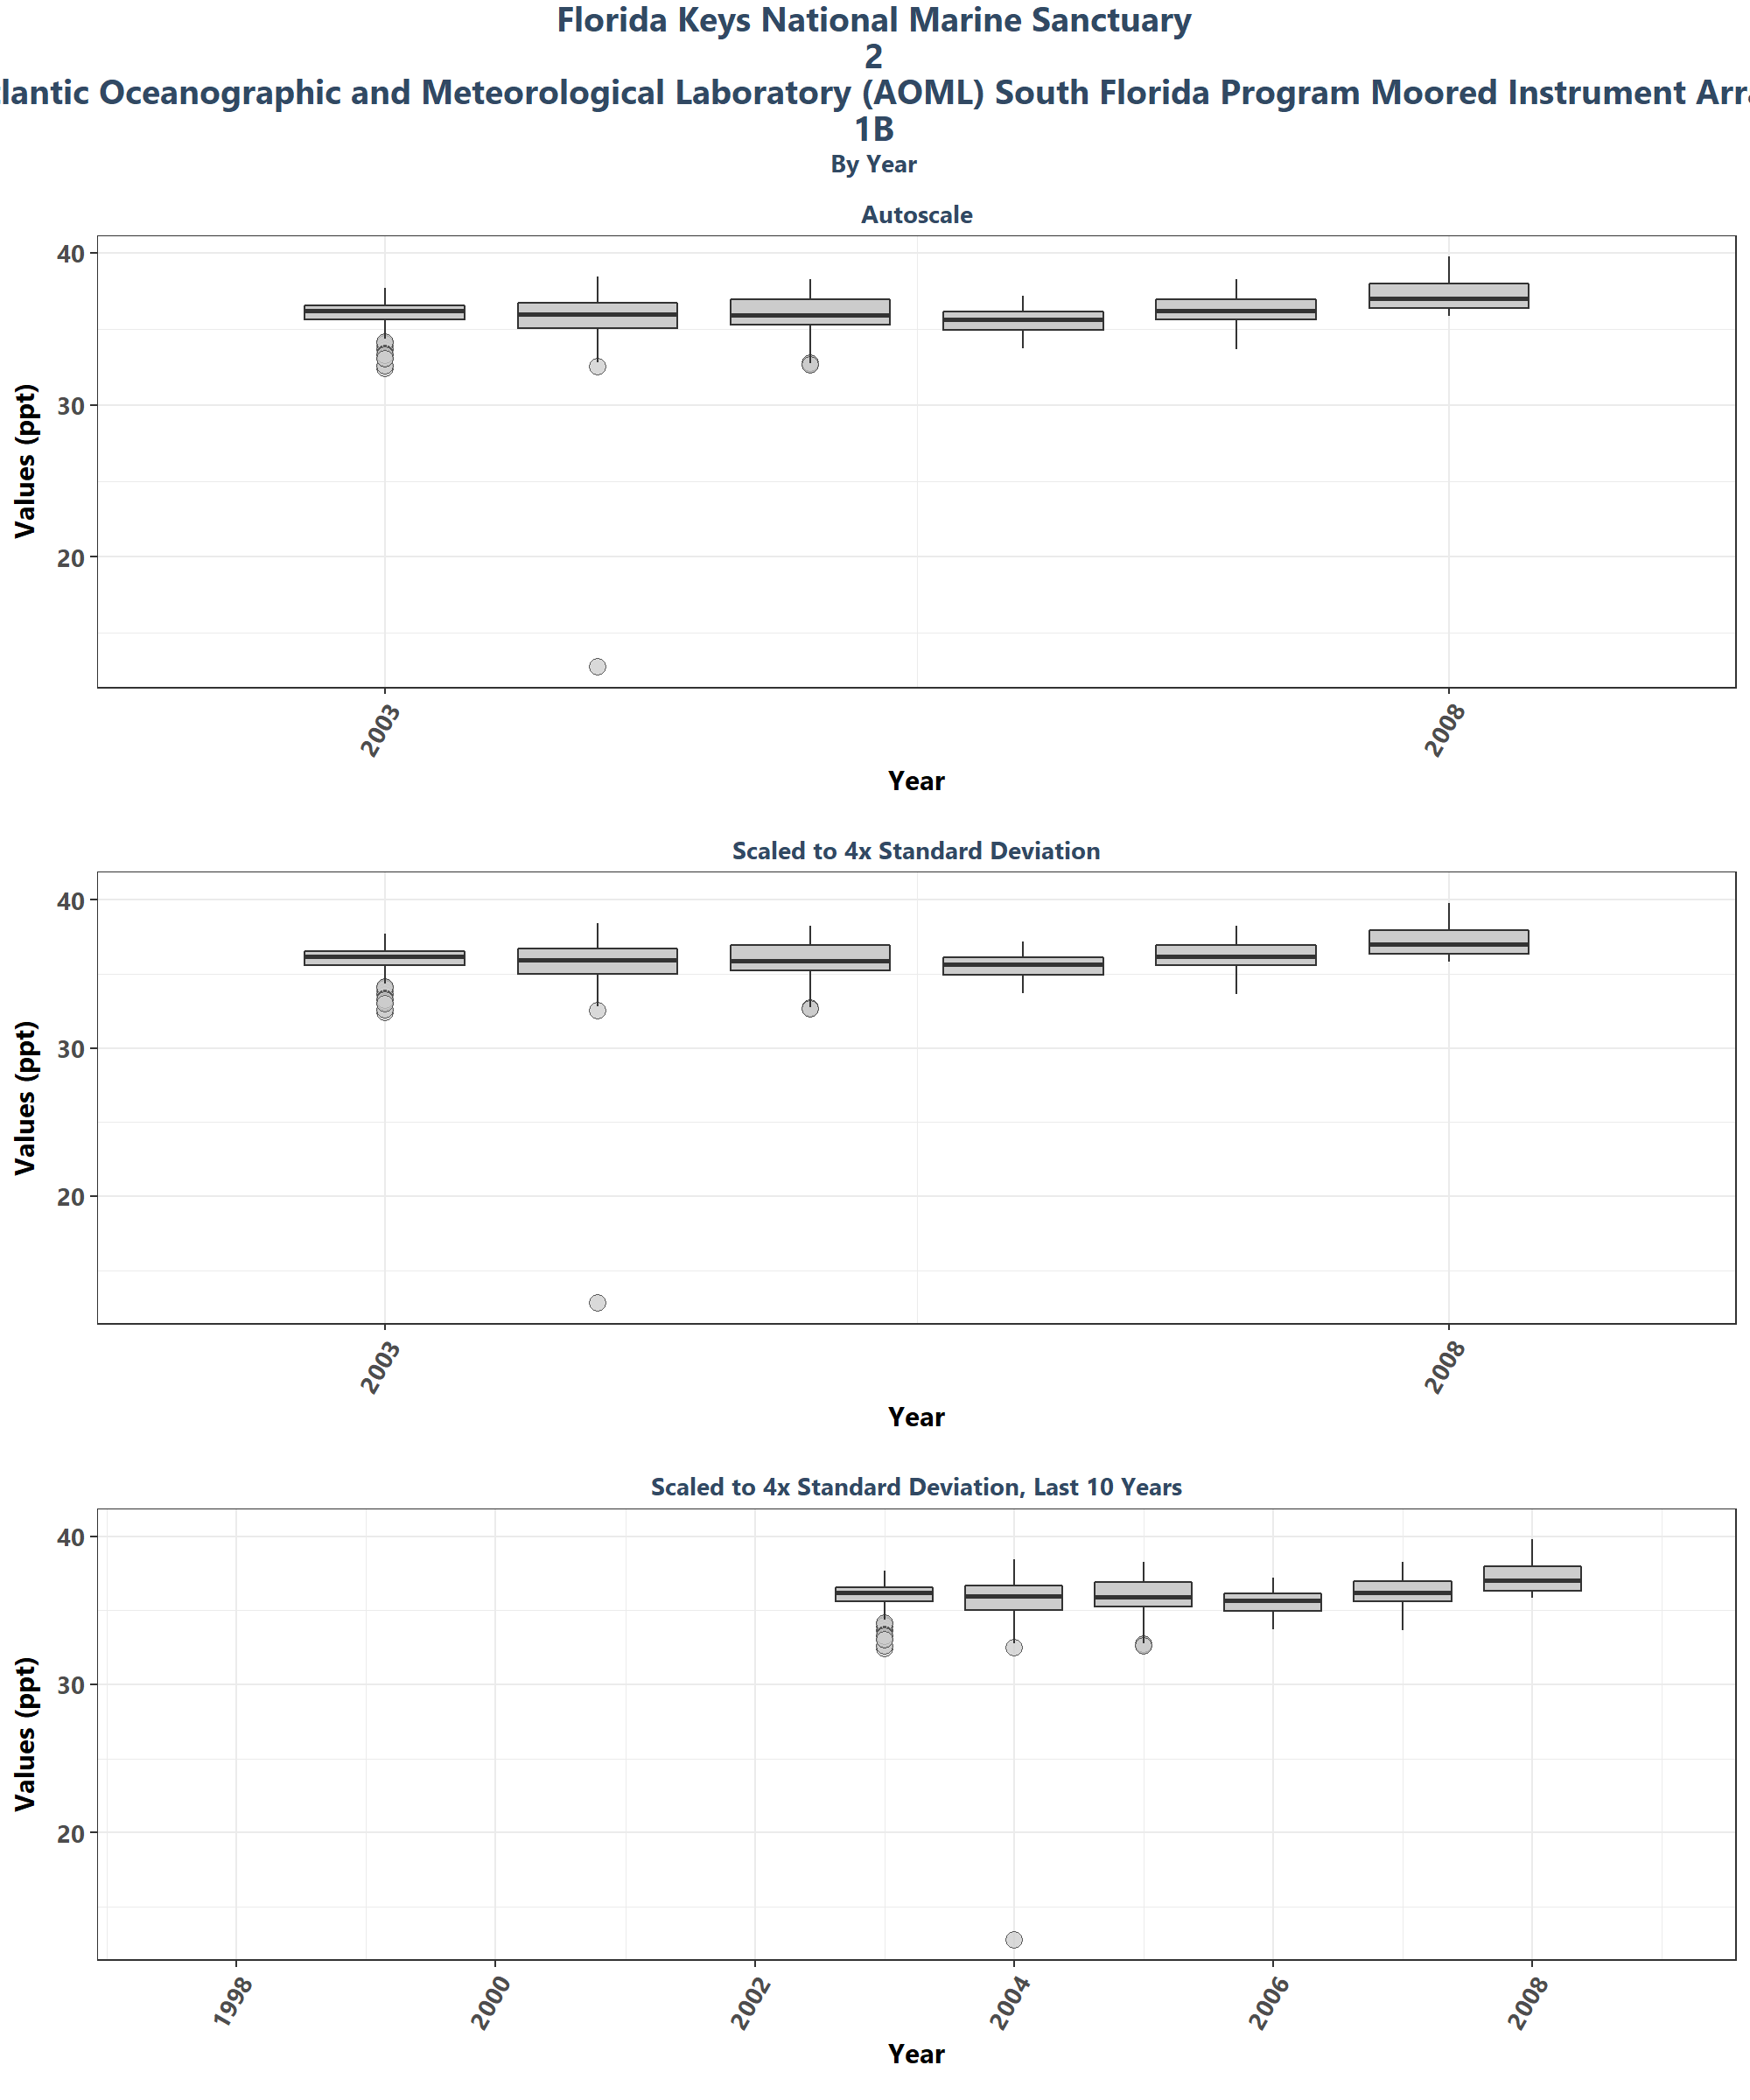 Florida Keys National Marine Sanctuary
2
lantic Oceanographic and Meteorological Laboratory (AOML) South Florida Program Moored Instrument Arr
1B
By Year
Autoscale
40
30
20
Values (ppt)
2003 2008
Year
Scaled to 4x Standard Deviation
40
30
20
Values (ppt)
2003 2008
Year
Scaled to 4x Standard Deviation, Last 10 Years
40
30
20
Values (ppt)
1998 2000 2002 2004 2006 2008
Year